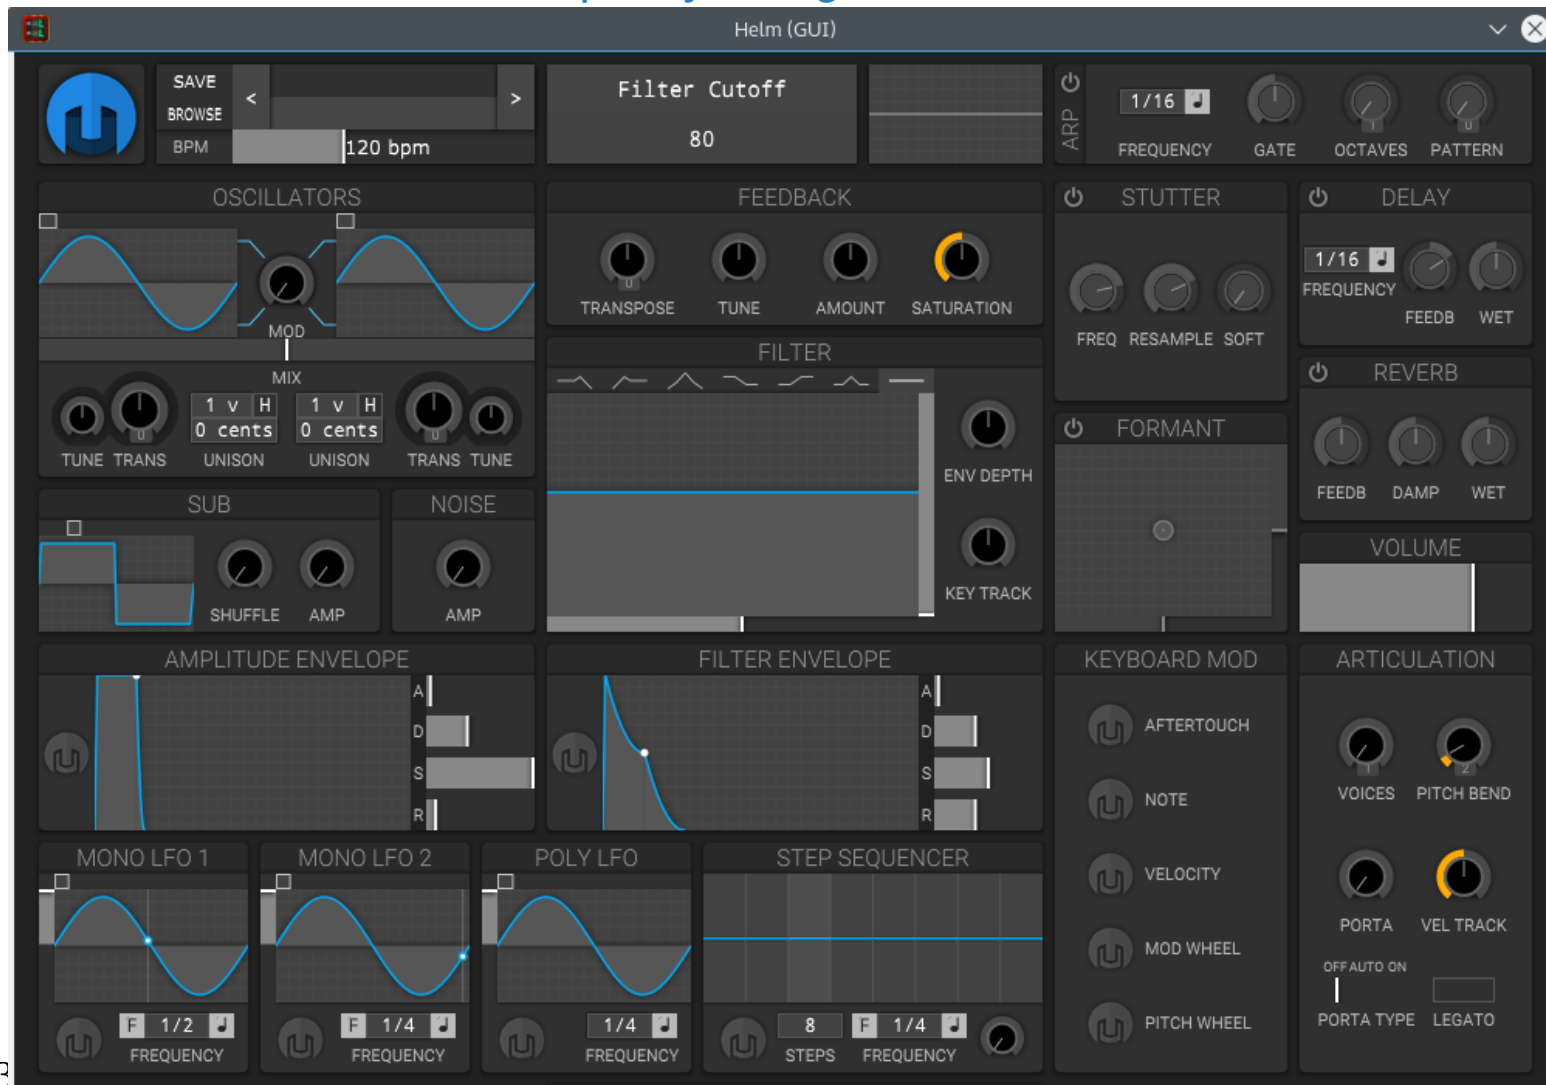 Helm (GUI)
SAVE
BROWSE
BPM
<
>
120 bpm
Filter Cutoff
80
ARP
1/16
FREQUENCY
GATE
OCTAVES
PATTERN
OSCILLATORS
MOD
MIX
1 v H
0 cents
1 v H
0 cents
TUNE TRANS UNISON UNISON TRANS TUNE
FEEDBACK
0
TRANSPOSE TUNE AMOUNT SATURATION
STUTTER
FREQ RESAMPLE SOFT
DELAY
1/16
FREQUENCY
FEEDB WET
FILTER
ENV DEPTH
KEY TRACK
FORMANT
REVERB
FEEDB DAMP WET
SUB
SHUFFLE AMP
NOISE
AMP
VOLUME
AMPLITUDE ENVELOPE
A
D
S
R
FILTER ENVELOPE
A
D
S
R
KEYBOARD MOD
AFTERTOUCH
NOTE
VELOCITY
MOD WHEEL
PITCH WHEEL
ARTICULATION
1
2
VOICES PITCH BEND
PORTA VEL TRACK
OFF AUTO ON
PORTA TYPE LEGATO
MONO LFO 1
F 1/2
FREQUENCY
MONO LFO 2
F 1/4
FREQUENCY
POLY LFO
1/4
FREQUENCY
STEP SEQUENCER
8 F 1/4
STEPS FREQUENCY